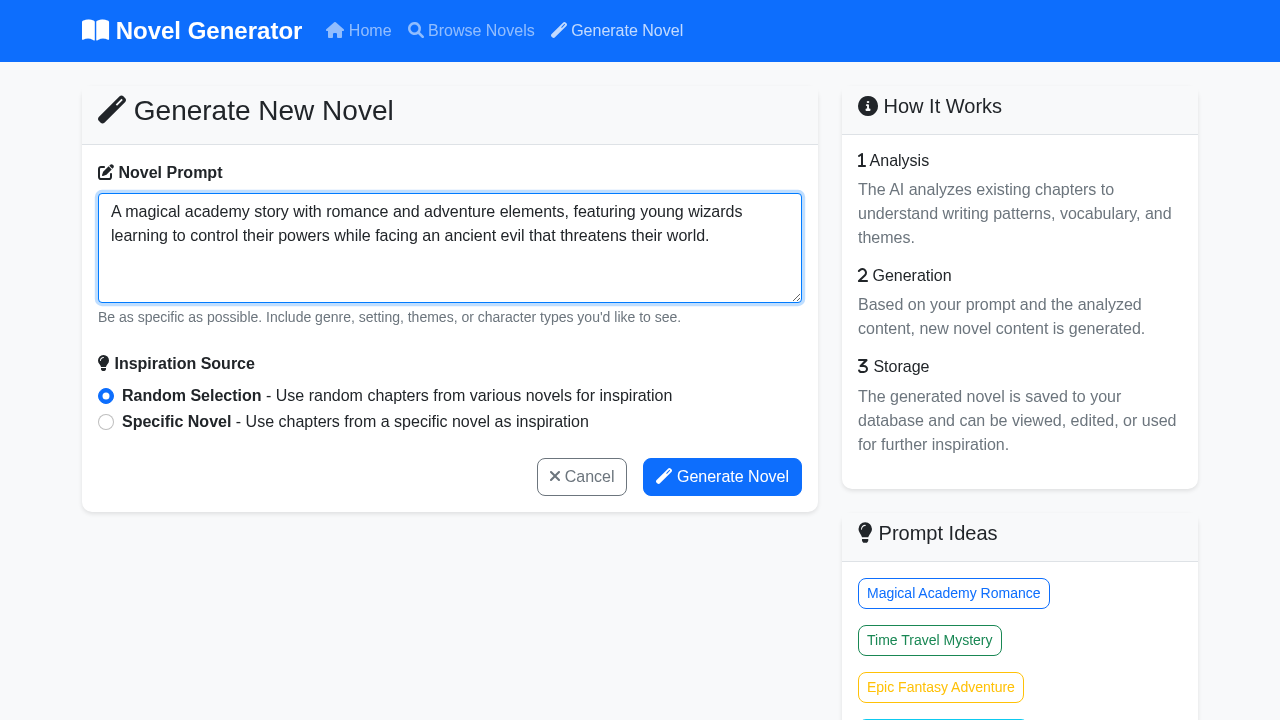 Novel Generator
Home
Browse Novels
Generate Novel
Generate New Novel
Novel Prompt
A magical academy story with romance and adventure elements, featuring young wizards
learning to control their powers while facing an ancient evil that threatens their world.
Be as specific as possible. Include genre, setting, themes, or character types you'd like to see.
Inspiration Source
Random Selection - Use random chapters from various novels for inspiration
Specific Novel - Use chapters from a specific novel as inspiration
Cancel
Generate Novel
How It Works
1 Analysis
The AI analyzes existing chapters to
understand writing patterns, vocabulary, and
themes.
2 Generation
Based on your prompt and the analyzed
content, new novel content is generated.
3 Storage
The generated novel is saved to your
database and can be viewed, edited, or used
for further inspiration.
Prompt Ideas
Magical Academy Romance
Time Travel Mystery
Epic Fantasy Adventure